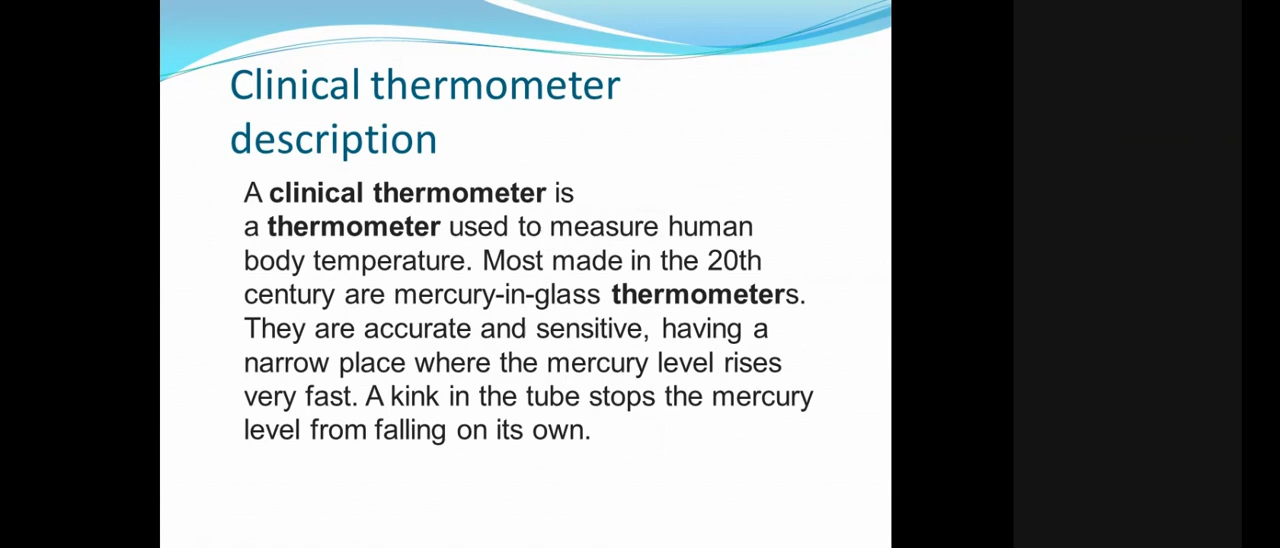 Clinical thermometer
description
A clinical thermometer is
a thermometer used to measure human
body temperature. Most made in the 20th
century are mercury-in-glass thermometers.
They are accurate and sensitive, having a
narrow place where the mercury level rises
very fast. A kink in the tube stops the mercury
level from falling on its own.